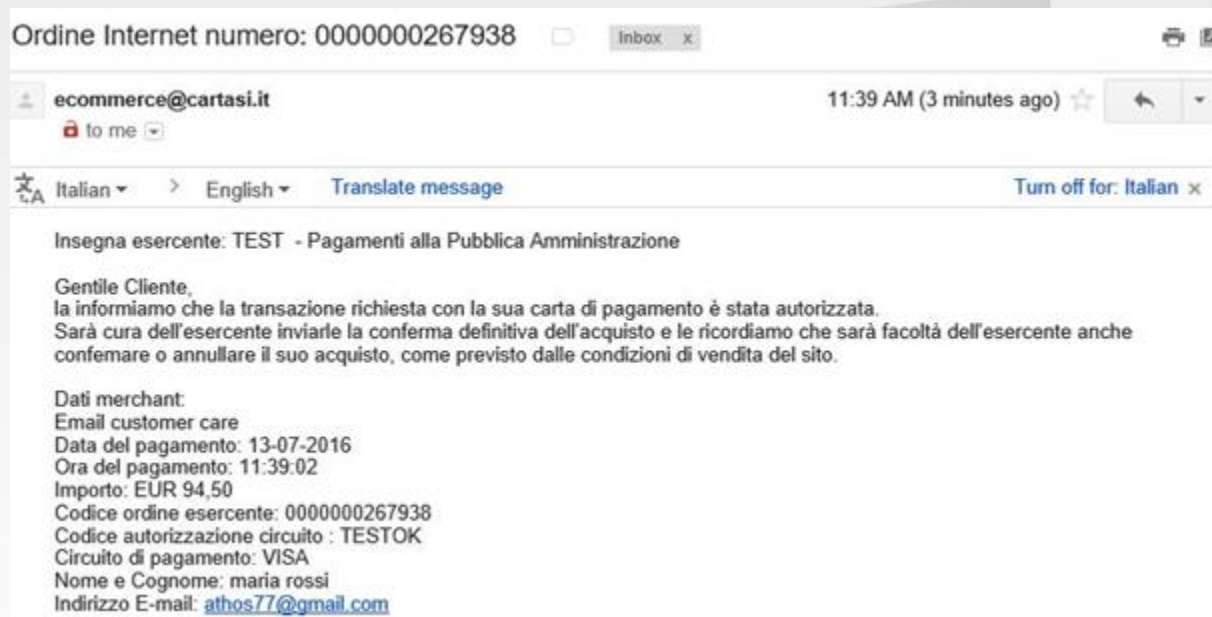 Ordine Internet numero: 0000000267938 Inbox x
ecommerce@cartasi.it 11:39 AM (3 minutes ago)
to me
Italian > English Translate message Turn off for: Italian x
Insegna esercente: TEST - Pagamenti alla Pubblica Amministrazione
Gentile Cliente,
la informiamo che la transazione richiesta con la sua carta di pagamento è stata autorizzata.
Sarà cura dell'esercente inviarle la conferma definitiva dell'acquisto e le ricordiamo che sarà facoltà dell'esercente anche
confemare o annullare il suo acquisto, come previsto dalle condizioni di vendita del sito.
Dati merchant:
Email customer care
Data del pagamento: 13-07-2016
Ora del pagamento: 11:39:02
Importo: EUR 94,50
Codice ordine esercente: 0000000267938
Codice autorizzazione circuito : TESTOK
Circuito di pagamento: VISA
Nome e Cognome: maria rossi
Indirizzo E-mail: athos77@gmail.com